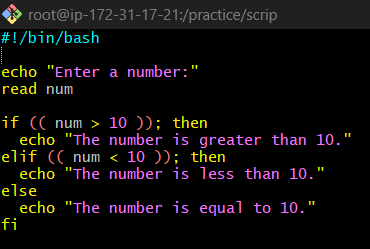 root@ip-172-31-17-21:/practice/scrip
#!/bin/bash
echo "Enter a number:"
read num
if (( num > 10 )); then
  echo "The number is greater than 10."
elif (( num < 10 )); then
  echo "The number is less than 10."
else
  echo "The number is equal to 10."
fi